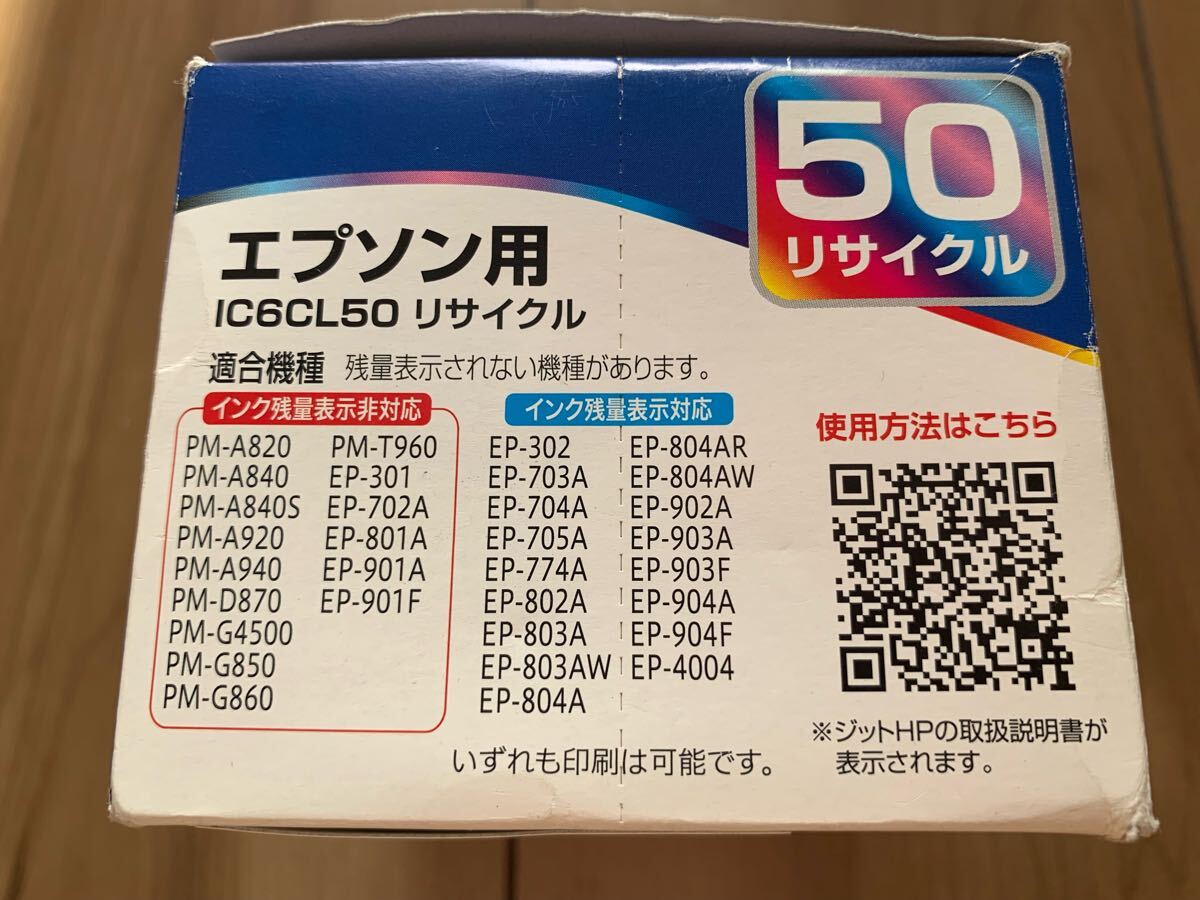 50
リサイクル
エプソン用
IC6CL50 リサイクル
適合機種 残量表示されない機種があります。
インク残量表示非対応
PM-A820 PM-T960
PM-A840 EP-301
PM-A840S EP-702A
PM-A920 EP-801A
PM-A940 EP-901A
PM-D870 EP-901F
PM-G4500
PM-G850
PM-G860
インク残量表示対応
EP-302 EP-804AR
EP-703A EP-804AW
EP-704A EP-902A
EP-705A EP-903A
EP-774A EP-903F
EP-802A EP-904A
EP-803A EP-904F
EP-803AW EP-4004
EP-804A
いずれも印刷は可能です。
使用方法はこちら
※ジットHPの取扱説明書が
表示されます。